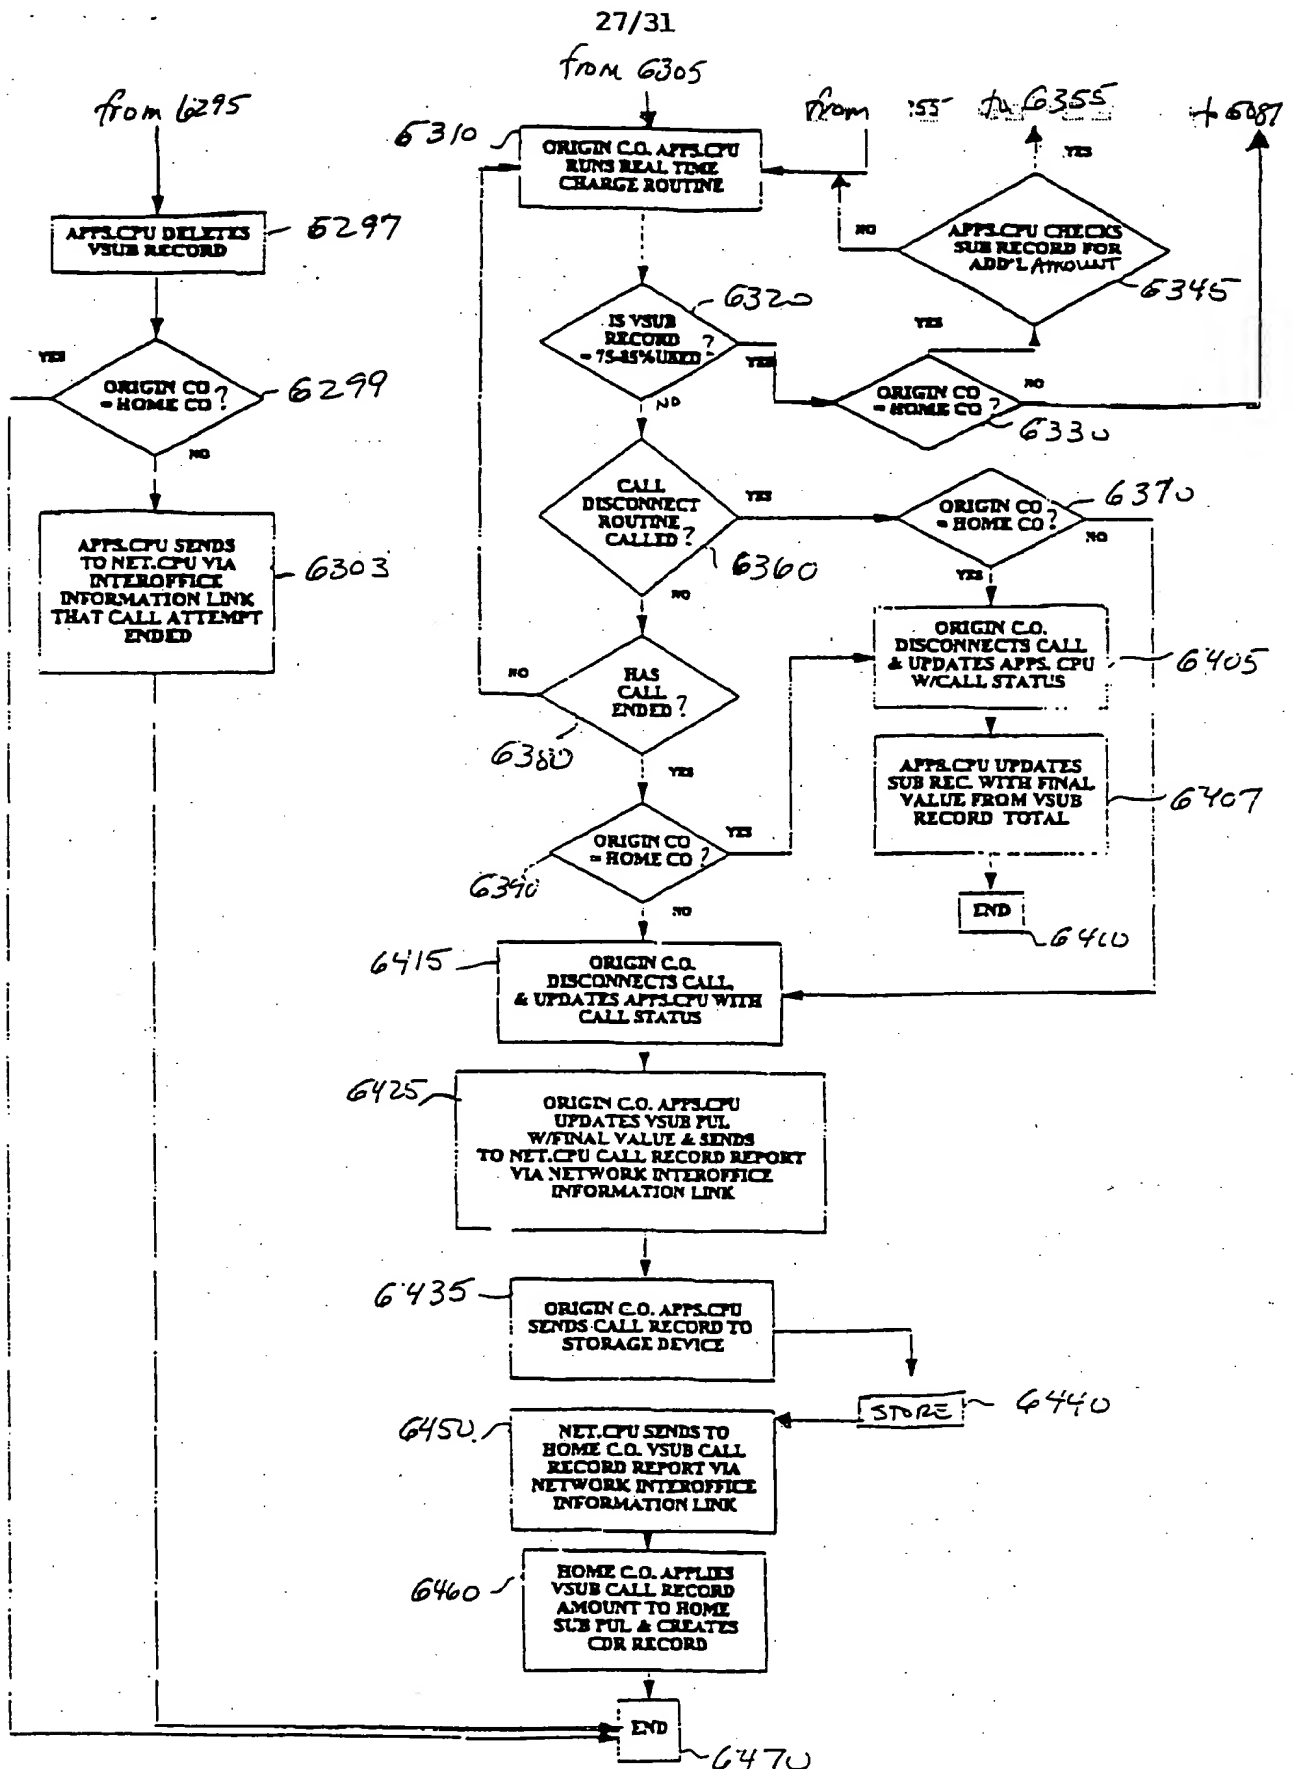 27/31
from 6305
from 6295
from
to 6355
6310
ORIGIN C.O. APPS.CPU
RUNS REAL TIME
CHARGE ROUTINE
YES
NO
APPS.CPU CHECKS
SUB RECORD FOR
ADD'L AMOUNT
6345
APPS.CPU DELETES
VSUB RECORD
6297
6320
IS VSUB
RECORD ?
= 75-85% USED
YES
NO
YES
ORIGIN CO
= HOME CO ?
NO
6330
YES
ORIGIN CO
= HOME CO ?
6299
NO
CALL
DISCONNECT
ROUTINE
CALLED ?
YES
6360
NO
ORIGIN CO
= HOME CO ?
6370
NO
YES
APPS.CPU SENDS
TO NET.CPU VIA
INTEROFFICE
INFORMATION LINK
THAT CALL ATTEMPT
ENDED
6303
ORIGIN C.O.
DISCONNECTS CALL
& UPDATES APPS. CPU
W/CALL STATUS
6405
NO
HAS
CALL
ENDED ?
6380
YES
APPS.CPU UPDATES
SUB REC. WITH FINAL
VALUE FROM VSUB
RECORD TOTAL
6407
ORIGIN CO
= HOME CO ?
YES
6390
NO
END
6410
6415
ORIGIN C.O.
DISCONNECTS CALL
& UPDATES APPS.CPU WITH
CALL STATUS
6425
ORIGIN C.O. APPS.CPU
UPDATES VSUB PUL
W/FINAL VALUE & SENDS
TO NET.CPU CALL RECORD REPORT
VIA NETWORK INTEROFFICE
INFORMATION LINK
6435
ORIGIN C.O. APPS.CPU
SENDS CALL RECORD TO
STORAGE DEVICE
STORE
6440
6450
NET.CPU SENDS TO
HOME C.O. VSUB CALL
RECORD REPORT VIA
NETWORK INTEROFFICE
INFORMATION LINK
6460
HOME C.O. APPLIES
VSUB CALL RECORD
AMOUNT TO HOME
SUB PUL & CREATES
CDR RECORD
END
6470